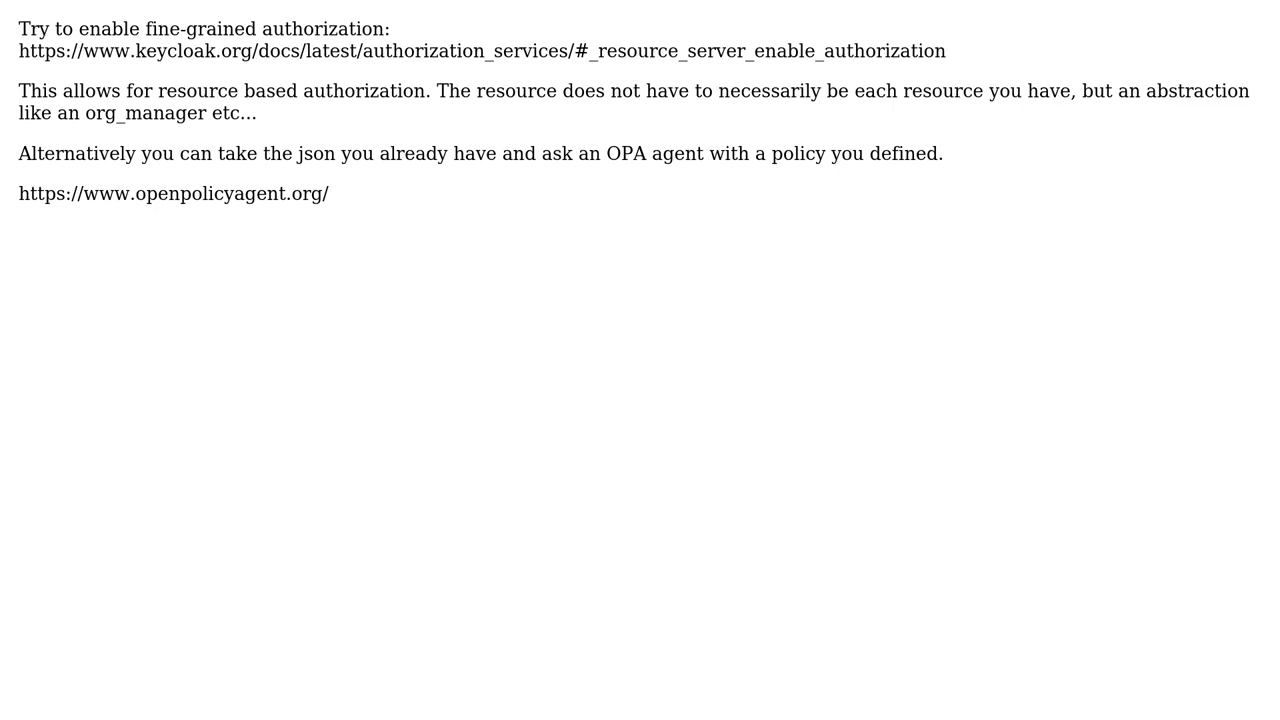 Try to enable fine-grained authorization:
https://www.keycloak.org/docs/latest/authorization_services/#_resource_server_enable_authorization
This allows for resource based authorization. The resource does not have to necessarily be each resource you have, but an abstraction
like an org_manager etc...
Alternatively you can take the json you already have and ask an OPA agent with a policy you defined.
https://www.openpolicyagent.org/